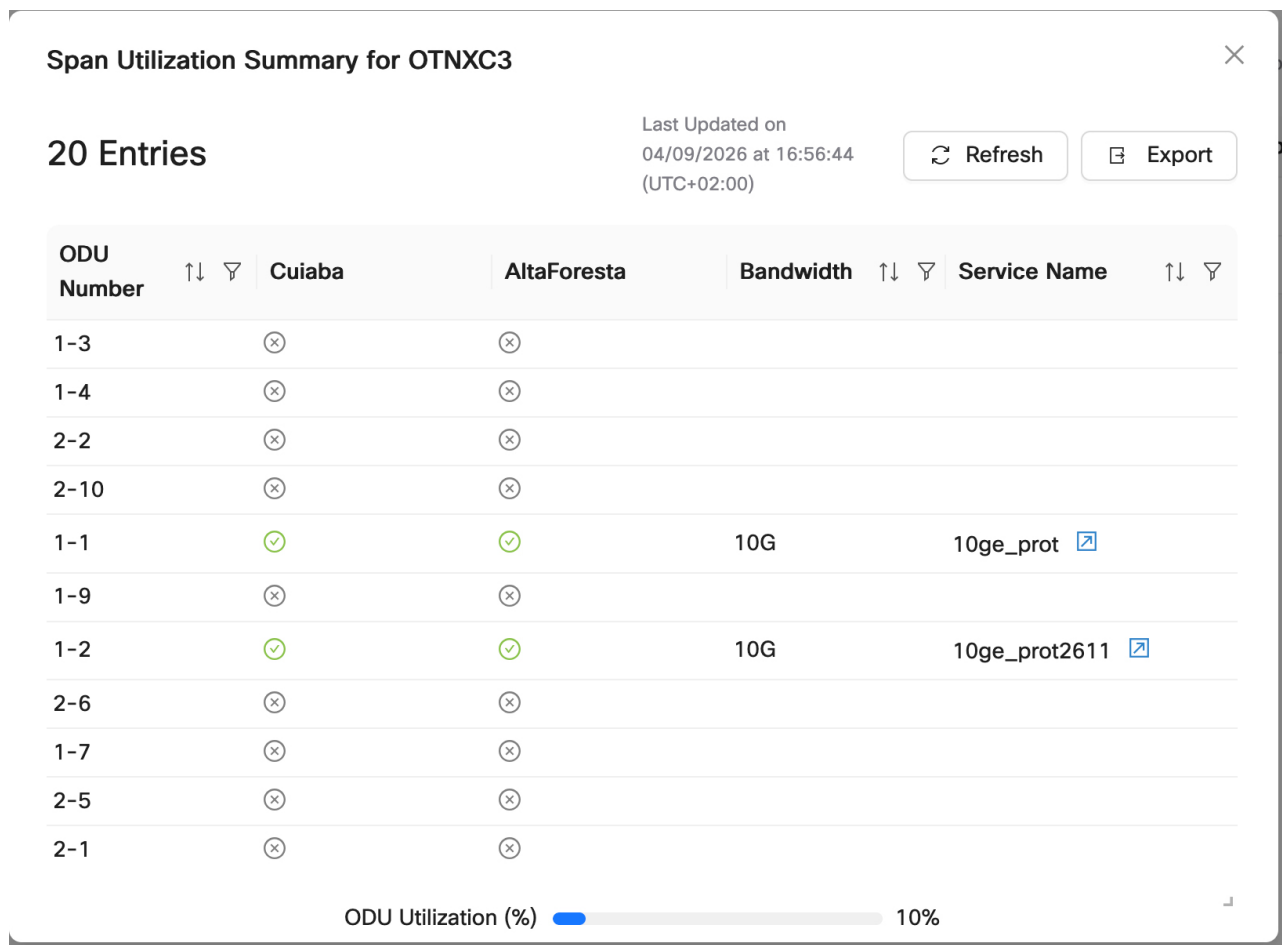 Span Utilization Summary for OTNXC3
20 Entries
Last Updated on
04/09/2026 at 16:56:44
(UTC+02:00)
Refresh
Export
ODU
Number
Cuiaba
AltaForesta
Bandwidth
Service Name
1-3
1-4
2-2
2-10
1-1 10G 10ge_prot
1-9
1-2 10G 10ge_prot2611
2-6
1-7
2-5
2-1
ODU Utilization (%) 10%